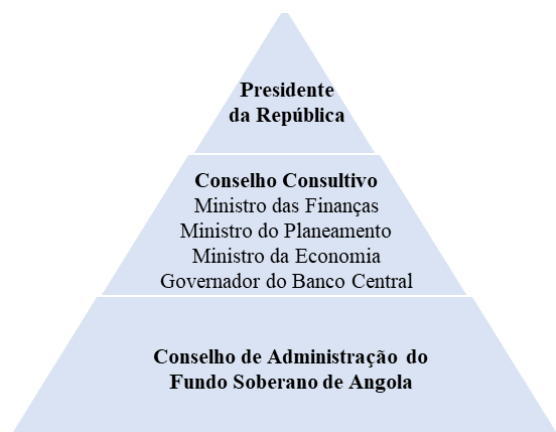 Presidente
da República
Conselho Consultivo
Ministro das Finanças
Ministro do Planeamento
Ministro da Economia
Governador do Banco Central
Conselho de Administração do
Fundo Soberano de Angola